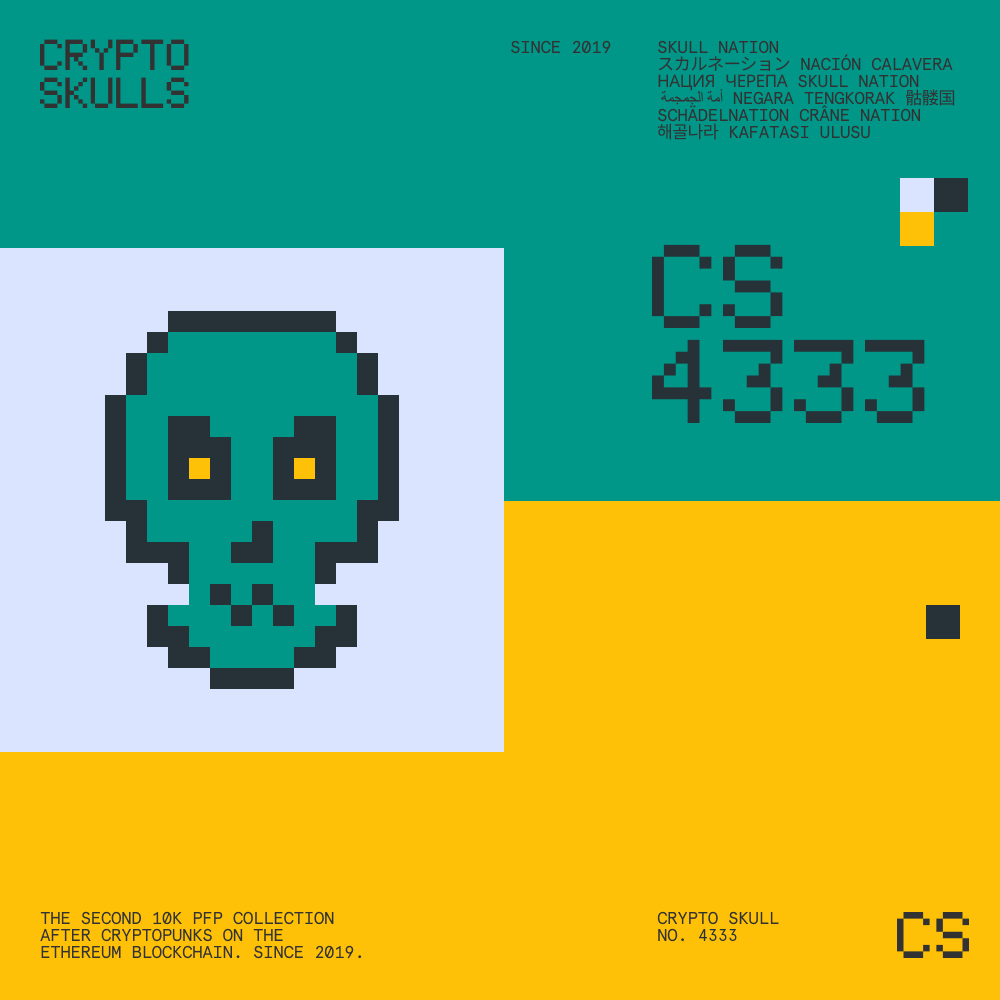 CRYPTO
SKULLS
SINCE 2019
SKULL NATION
スカルネーション NACIÓN CALAVERA
НАЦИЯ ЧЕРЕПА SKULL NATION
أمة الجمجمة NEGARA TENGKORAK 骷髅国
SCHÄDELNATION CRÂNE NATION
해골나라 KAFATASI ULUSU
CS
4333
THE SECOND 10K PFP COLLECTION
AFTER CRYPTOPUNKS ON THE
ETHEREUM BLOCKCHAIN. SINCE 2019.
CRYPTO SKULL
NO. 4333
CS